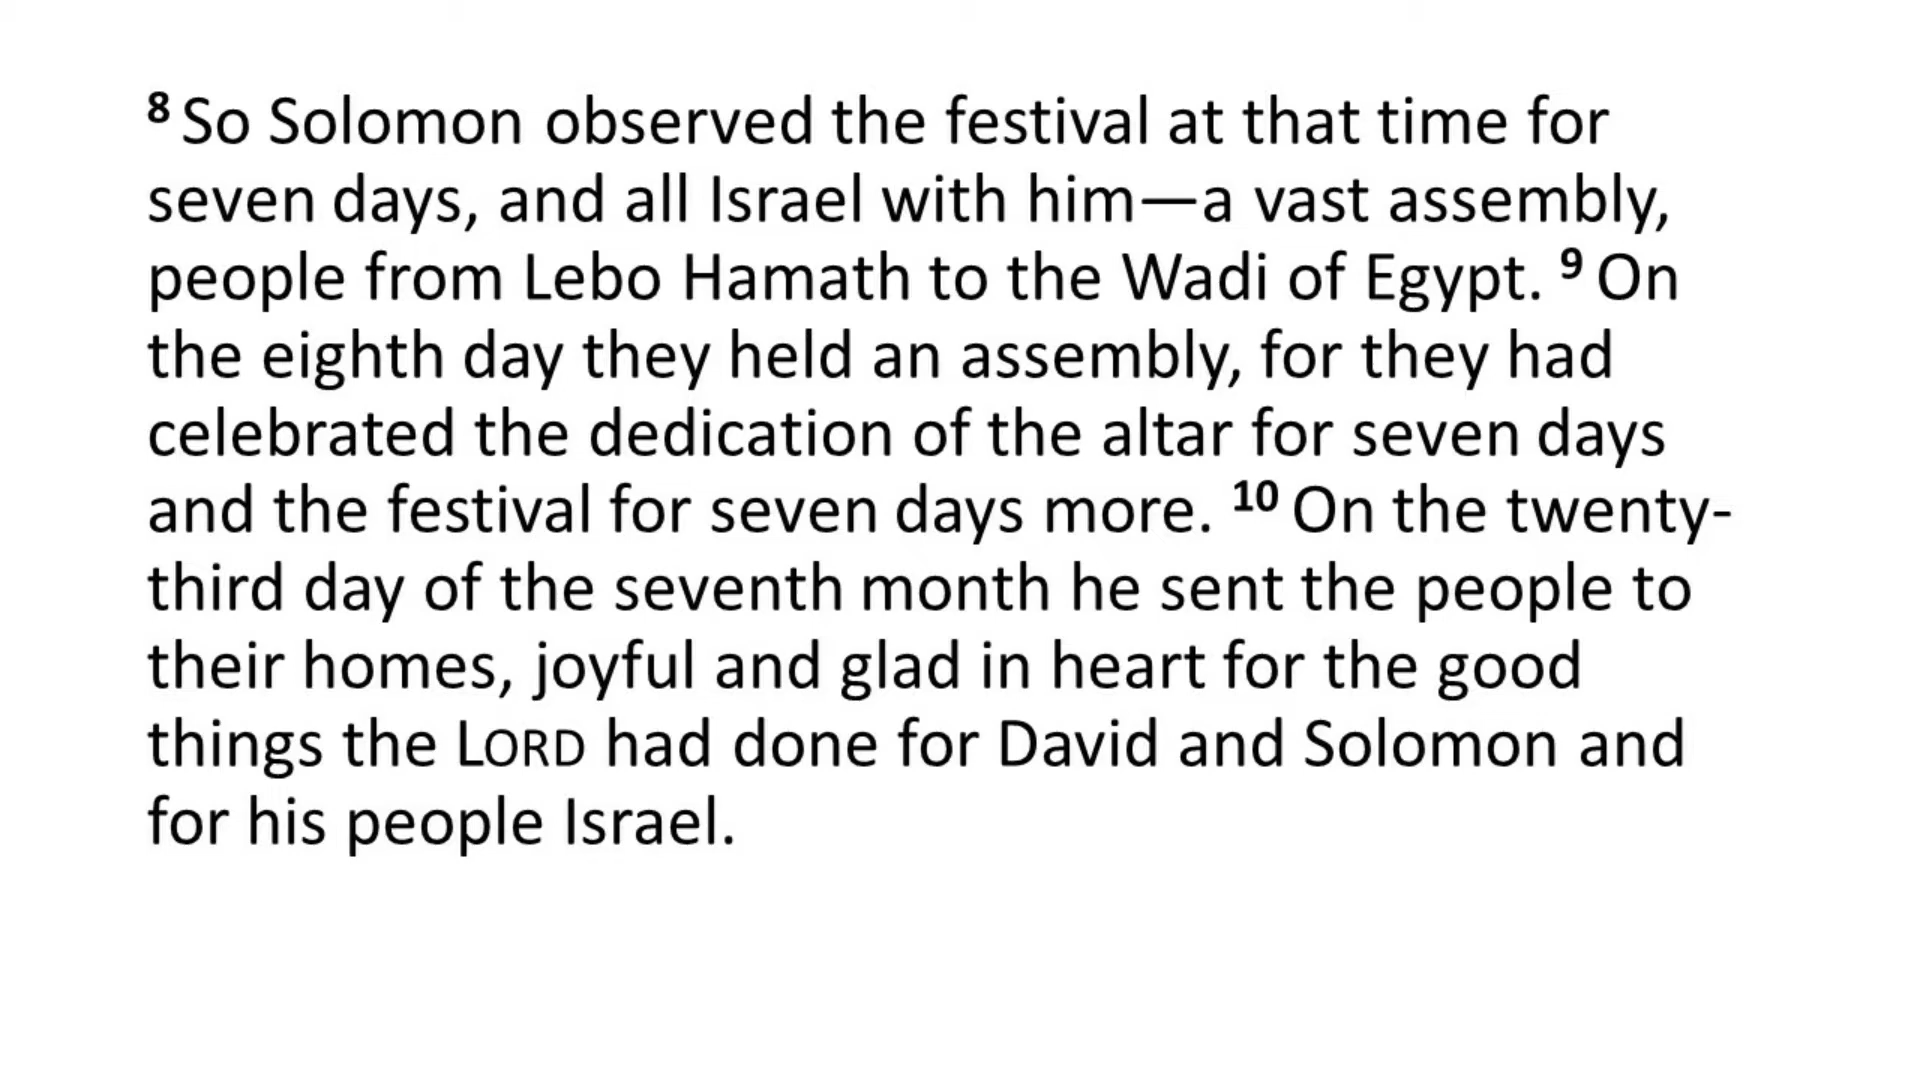 8 So Solomon observed the festival at that time for
seven days, and all Israel with him—a vast assembly,
people from Lebo Hamath to the Wadi of Egypt. 9 On
the eighth day they held an assembly, for they had
celebrated the dedication of the altar for seven days
and the festival for seven days more. 10 On the twenty-
third day of the seventh month he sent the people to
their homes, joyful and glad in heart for the good
things the LORD had done for David and Solomon and
for his people Israel.